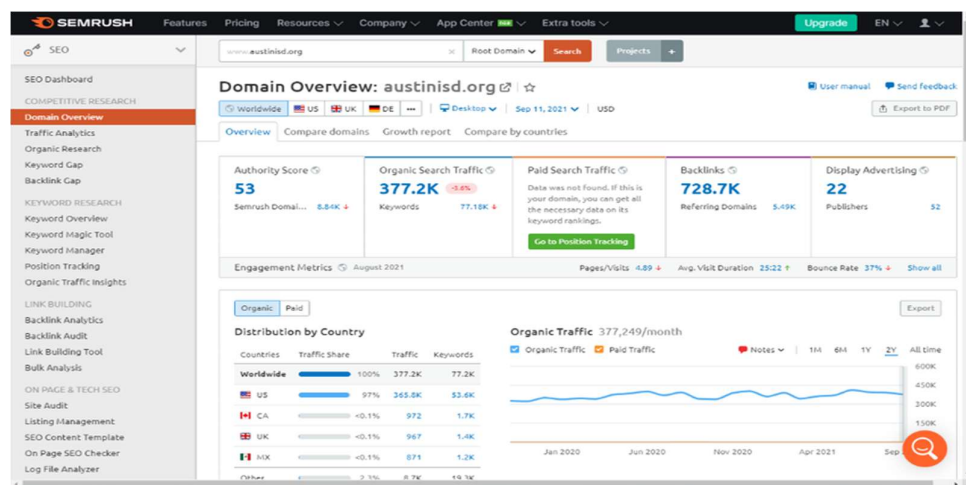 SEMRUSH Features Pricing Resources Company App Center NEW Extra tools Upgrade EN
SEO
www.austinisd.org × Root Domain Search Projects +
SEO Dashboard
COMPETITIVE RESEARCH
Domain Overview
Traffic Analytics
Organic Research
Keyword Gap
Backlink Gap
KEYWORD RESEARCH
Keyword Overview
Keyword Magic Tool
Keyword Manager
Position Tracking
Organic Traffic Insights
LINK BUILDING
Backlink Analytics
Backlink Audit
Link Building Tool
Bulk Analysis
ON PAGE & TECH SEO
Site Audit
Listing Management
SEO Content Template
On Page SEO Checker
Log File Analyzer
Domain Overview: austinisd.org
User manual Send feedback
Worldwide US UK DE ... Desktop Sep 11, 2021 USD
Export to PDF
Overview Compare domains Growth report Compare by countries
Authority Score
53
Semrush Domai... 8.84K ↓
Organic Search Traffic
377.2K
Keywords 77.18K ↓
Paid Search Traffic
Data was not found. If this is
your domain, you can get all
the necessary data on its
keyword rankings.
Go to Position Tracking
Backlinks
728.7K
Referring Domains 5.49K
Display Advertising
22
Publishers 52
Engagement Metrics August 2021 Pages/Visits 4.89 ↓ Avg. Visit Duration 25:22 ↑ Bounce Rate 37% ↓ Show all
Organic Paid
Export
Distribution by Country
Countries Traffic Share Traffic Keywords
Worldwide 100% 377.2K 77.2K
US 97% 365.8K 53.6K
CA <0.1% 972 1.7K
UK <0.1% 967 1.4K
MX <0.1% 871 1.2K
Other 2.3% 8.7K 19.3K
Organic Traffic 377,249/month
Organic Traffic Paid Traffic Notes 1M 6M 1Y 2Y All time
600K
450K
300K
150K
Jan 2020 Jun 2020 Nov 2020 Apr 2021 Sep